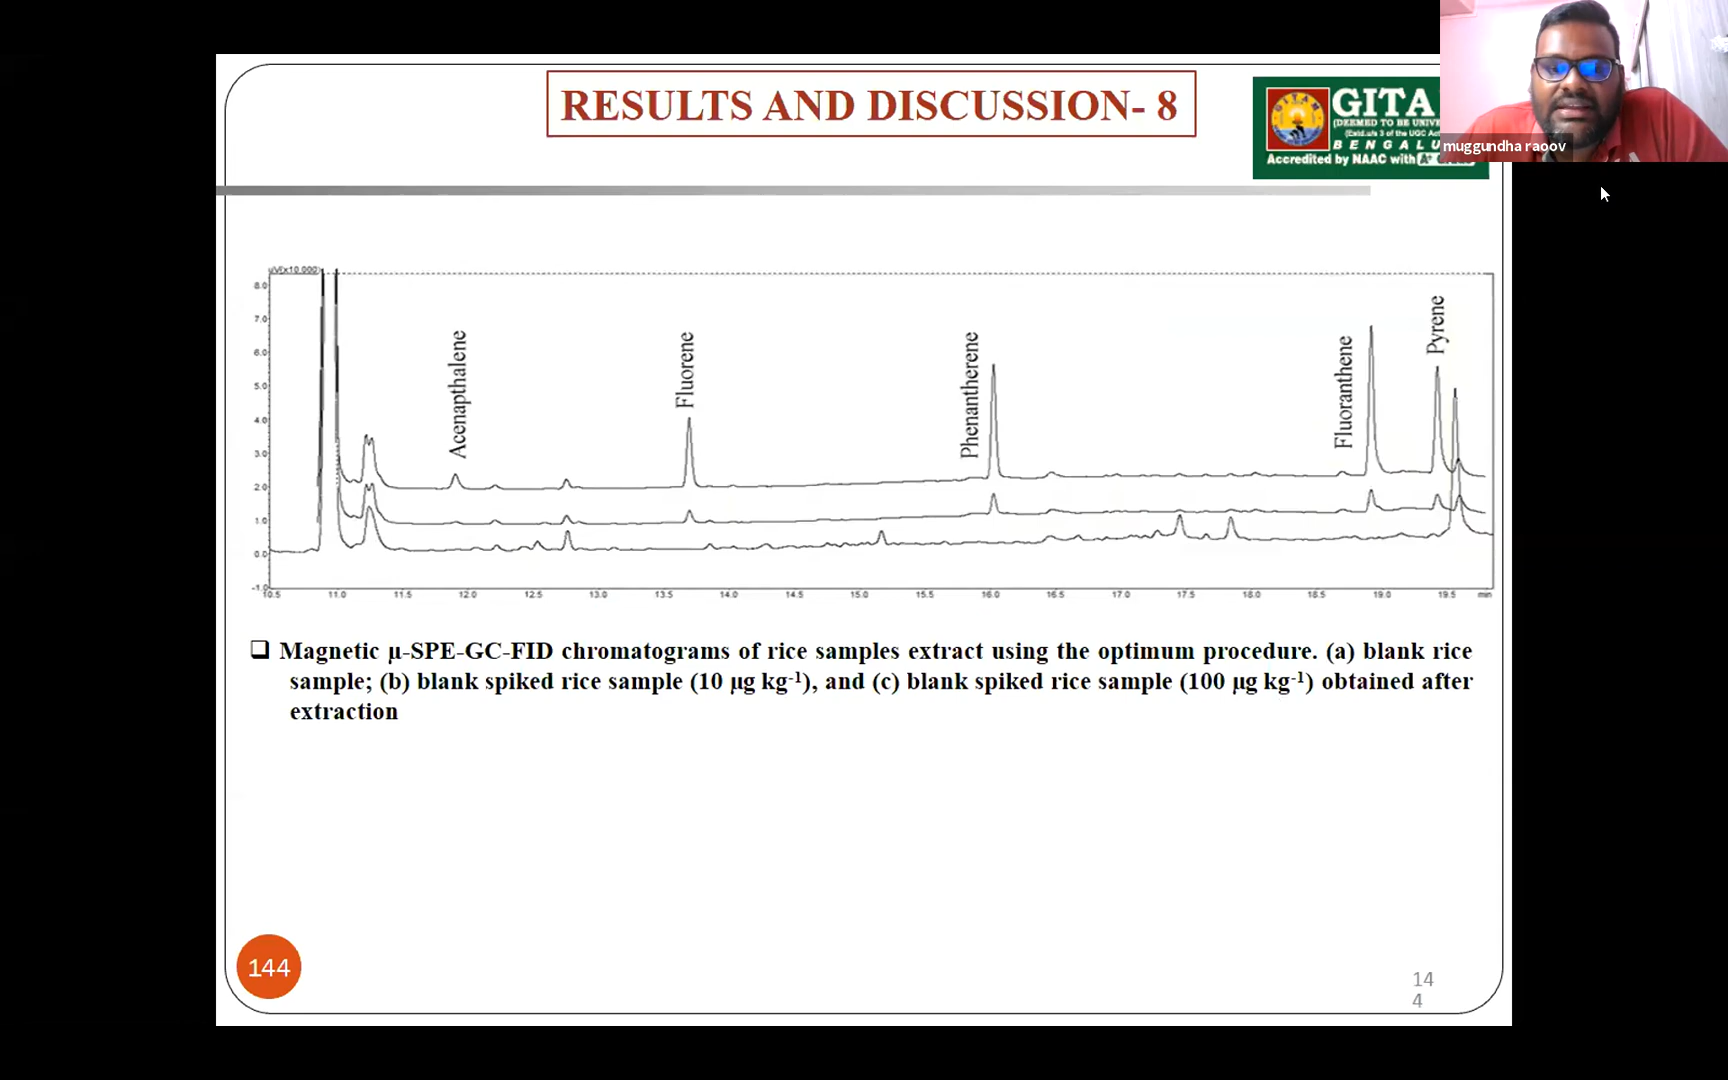 RESULTS AND DISCUSSION- 8
GITA
(DEEMED TO BE UNIVE
(Estd.u/s 3 of the UGC Act
BENGALU
Accredited by NAAC with
muggundha raoov
uV(x10,000)
8.0
7.0
6.0
5.0
4.0
3.0
2.0
1.0
0.0
-1.0
Acenapthalene
Fluorene
Phenantherene
Fluoranthene
Pyrene
10.5 11.0 11.5 12.0 12.5 13.0 13.5 14.0 14.5 15.0 15.5 16.0 16.5 17.0 17.5 18.0 18.5 19.0 19.5 min
❑ Magnetic μ-SPE-GC-FID chromatograms of rice samples extract using the optimum procedure. (a) blank rice
sample; (b) blank spiked rice sample (10 μg kg-1), and (c) blank spiked rice sample (100 μg kg-1) obtained after
extraction
144
14
4